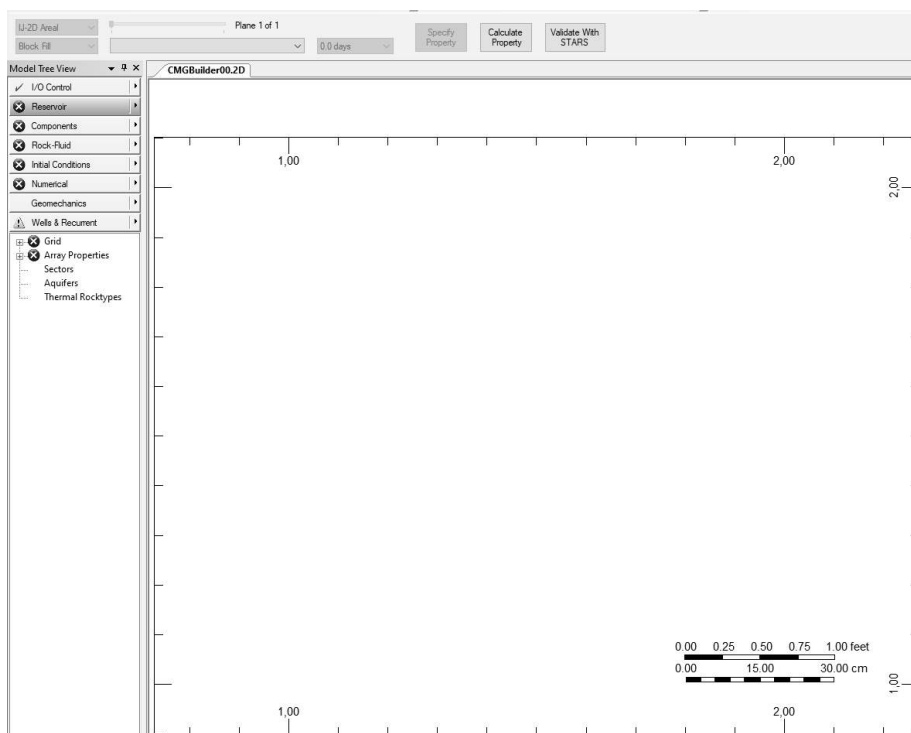 IJ-2D Areal
Plane 1 of 1
Block Fill
0.0 days
Specify
Property
Calculate
Property
Validate With
STARS
Model Tree View
CMGBuilder00.2D
I/O Control
Reservoir
Components
Rock-Fluid
Initial Conditions
Numerical
Geomechanics
Wells & Recurrent
Grid
Array Properties
Sectors
Aquifers
Thermal Rocktypes
1,00
2,00
2,00
0.00 0.25 0.50 0.75 1.00 feet
0.00 15.00 30.00 cm
1,00
1,00
2,00